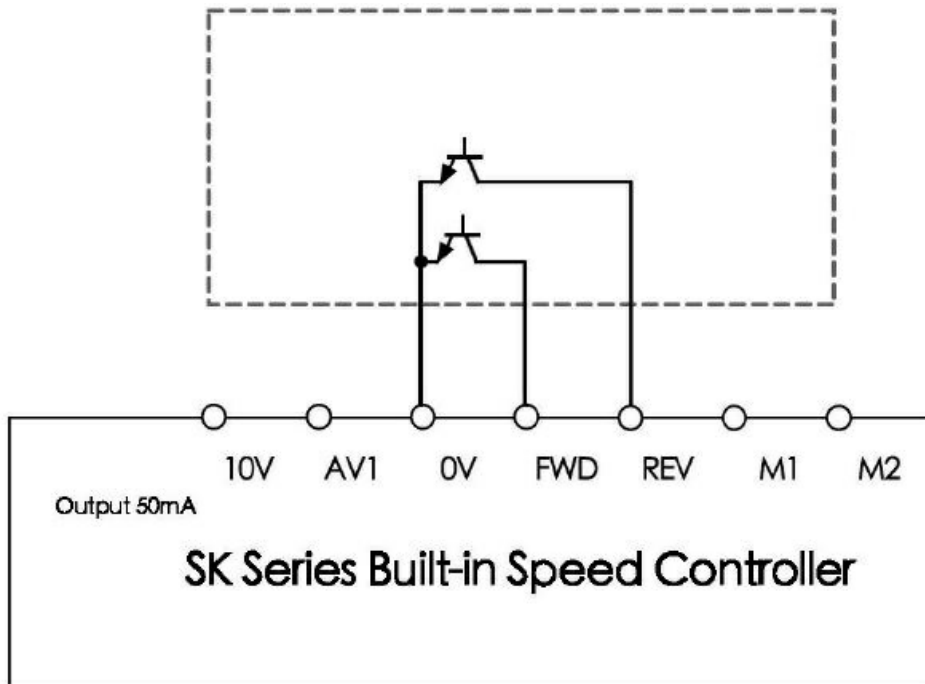 10V AV1 0V FWD REV M1 M2
Output 50mA
SK Series Built-in Speed Controller